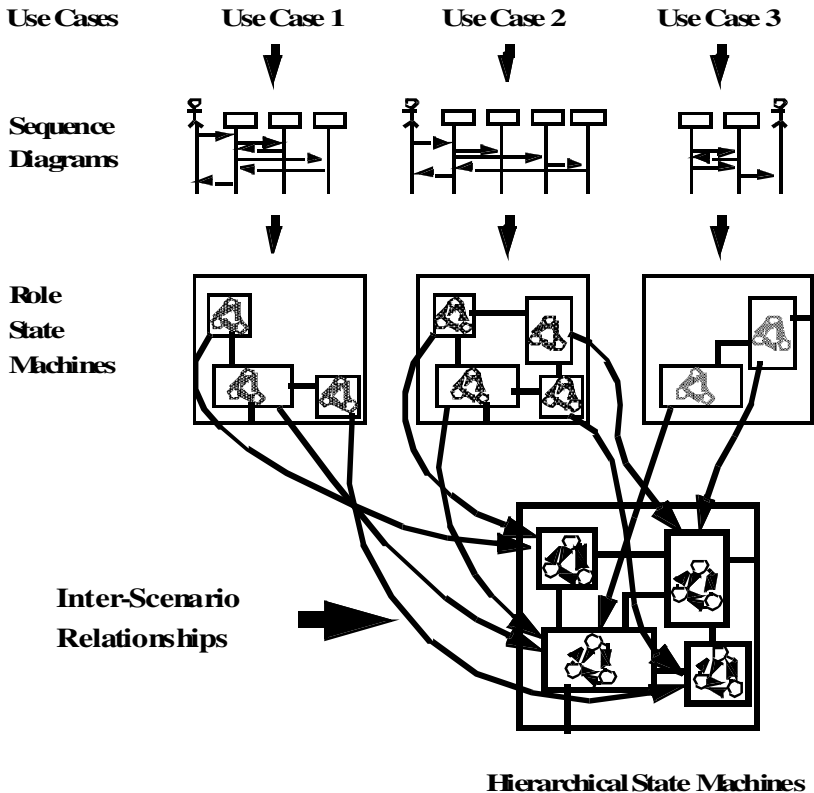 Use Cases
Use Case 1
Use Case 2
Use Case 3
Sequence
Diagrams
Role
State
Machines
Inter-Scenario
Relationships
Hierarchical State Machines